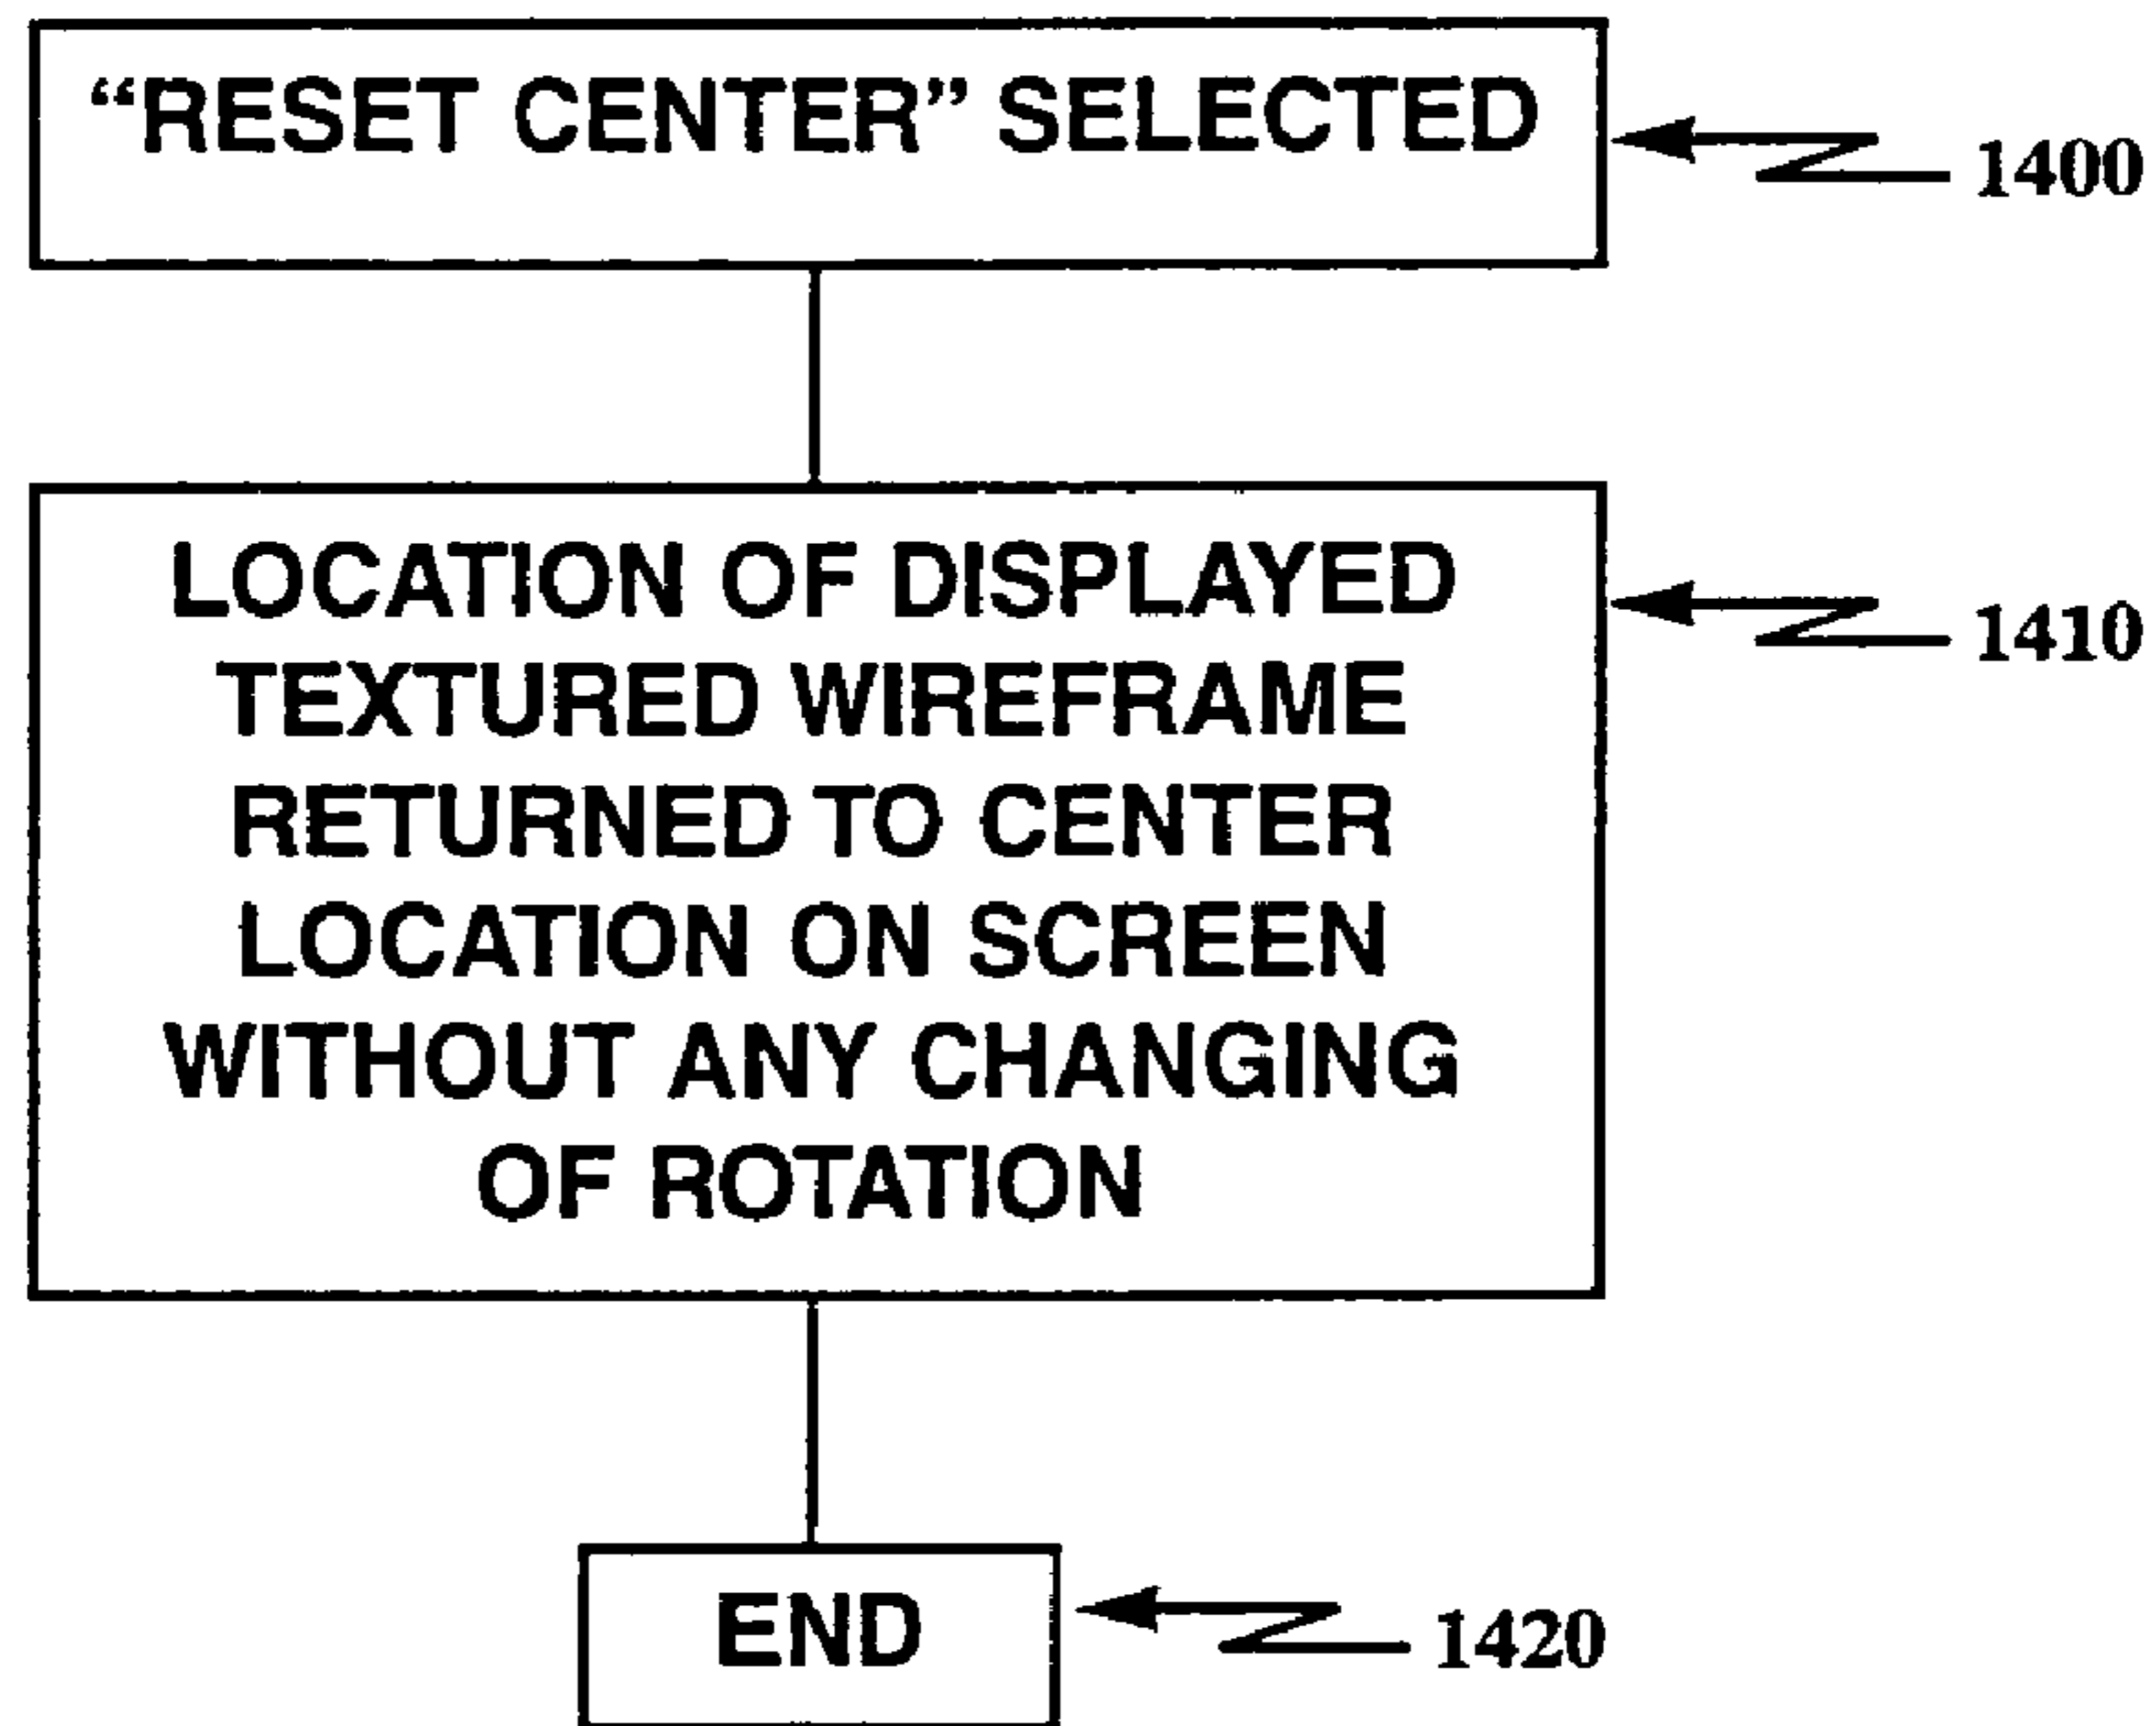 “RESET CENTER” SELECTED
1400
LOCATION OF DISPLAYED
TEXTURED WIREFRAME
RETURNED TO CENTER
LOCATION ON SCREEN
WITHOUT ANY CHANGING
OF ROTATION
1410
END
1420